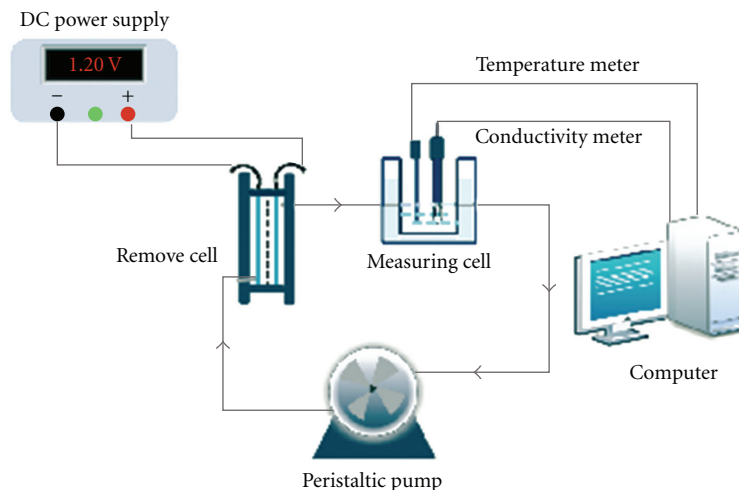 DC power supply
1.20 V
− +
Temperature meter
Conductivity meter
Remove cell
Measuring cell
Computer
Peristaltic pump